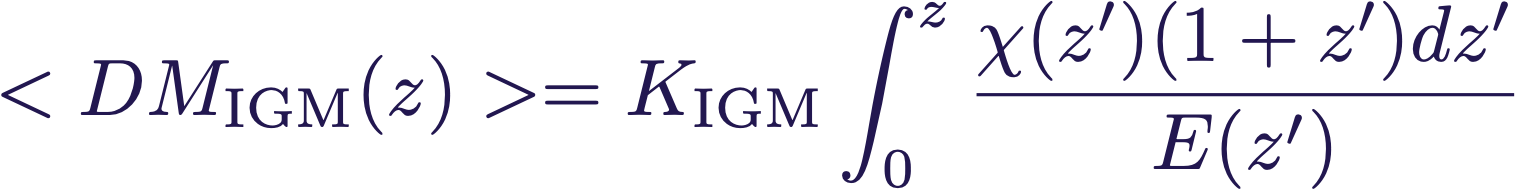 < DM_IGM(z) >= K_IGM ∫_0^z χ(z′)(1 + z′)dz′ / E(z′)